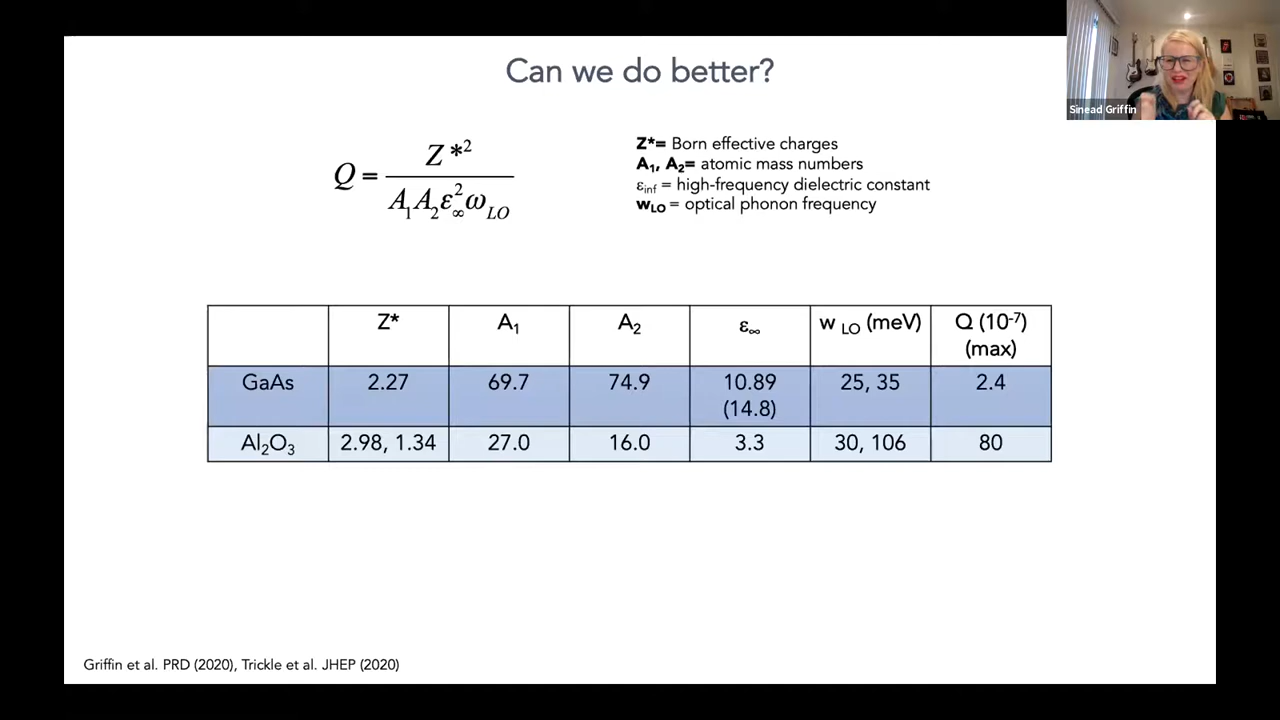 Can we do better?
Sinead Griffin
Q = Z*² / A₁A₂ε∞²ω_LO
Z*= Born effective charges
A₁, A₂= atomic mass numbers
ε_inf = high-frequency dielectric constant
w_LO = optical phonon frequency
Z* A₁ A₂ ε∞ w LO (meV) Q (10⁻⁷) (max)
GaAs 2.27 69.7 74.9 10.89 (14.8) 25, 35 2.4
Al₂O₃ 2.98, 1.34 27.0 16.0 3.3 30, 106 80
Griffin et al. PRD (2020), Trickle et al. JHEP (2020)